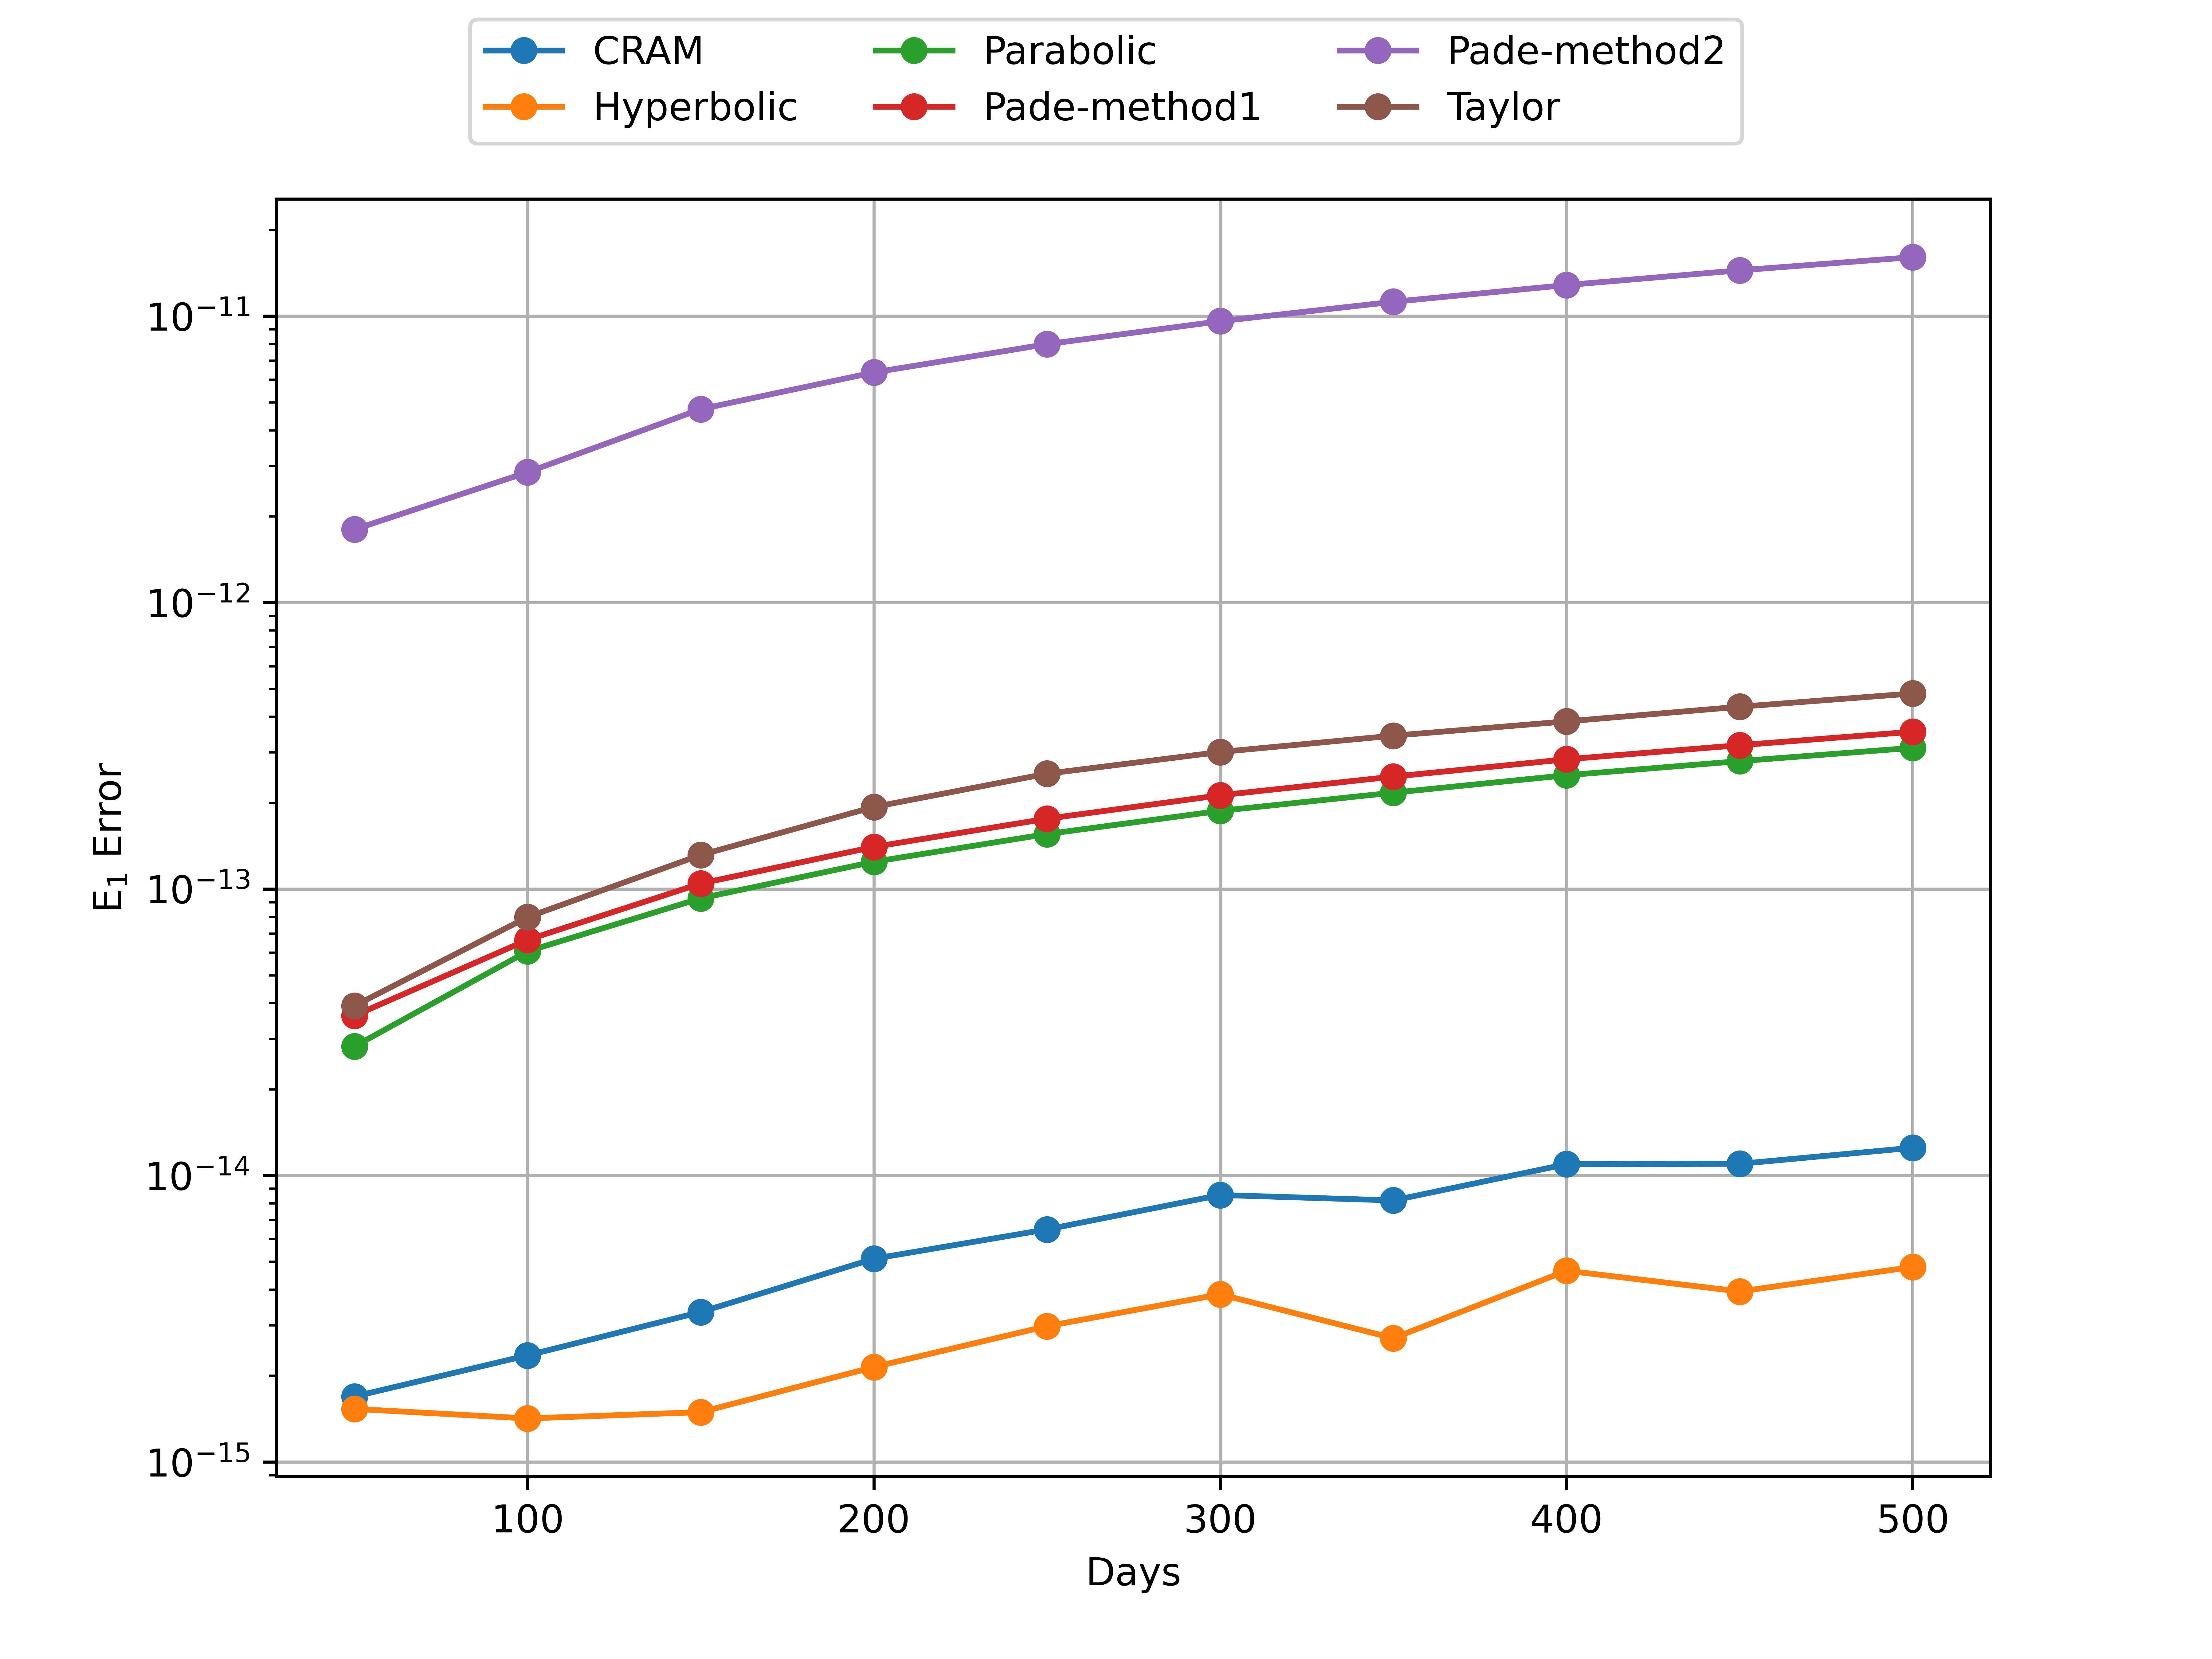 CRAM Parabolic Pade-method2
Hyperbolic Pade-method1 Taylor
10⁻¹¹
10⁻¹²
10⁻¹³
10⁻¹⁴
10⁻¹⁵
E₁ Error
100 200 300 400 500
Days